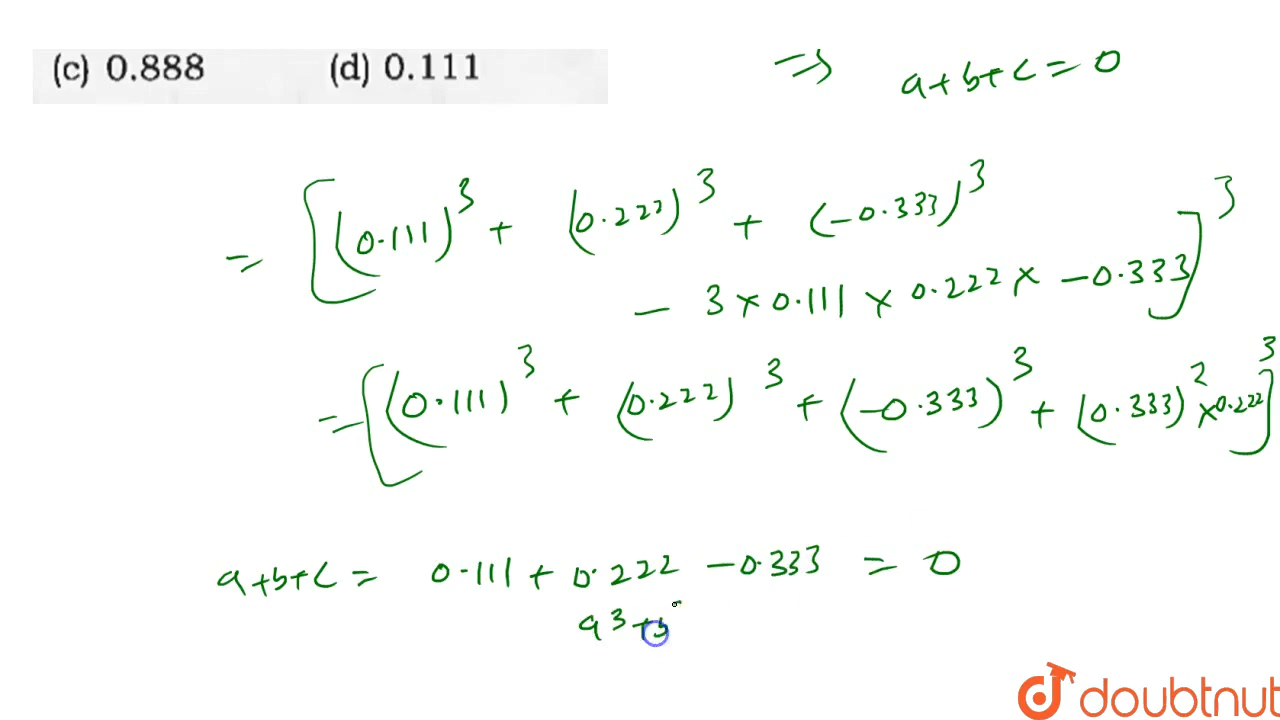 (c) 0.888 (d) 0.111
⇒ a+b+c=0
= [(0.111)³ + (0.222)³ + (-0.333)³
- 3 × 0.111 × 0.222 × -0.333]³
= [(0.111)³ + (0.222)³ + (-0.333)³ + (0.333)² × 0.222]³
a+b+c = 0.111 + 0.222 - 0.333 = 0
a³+b
doubtnut